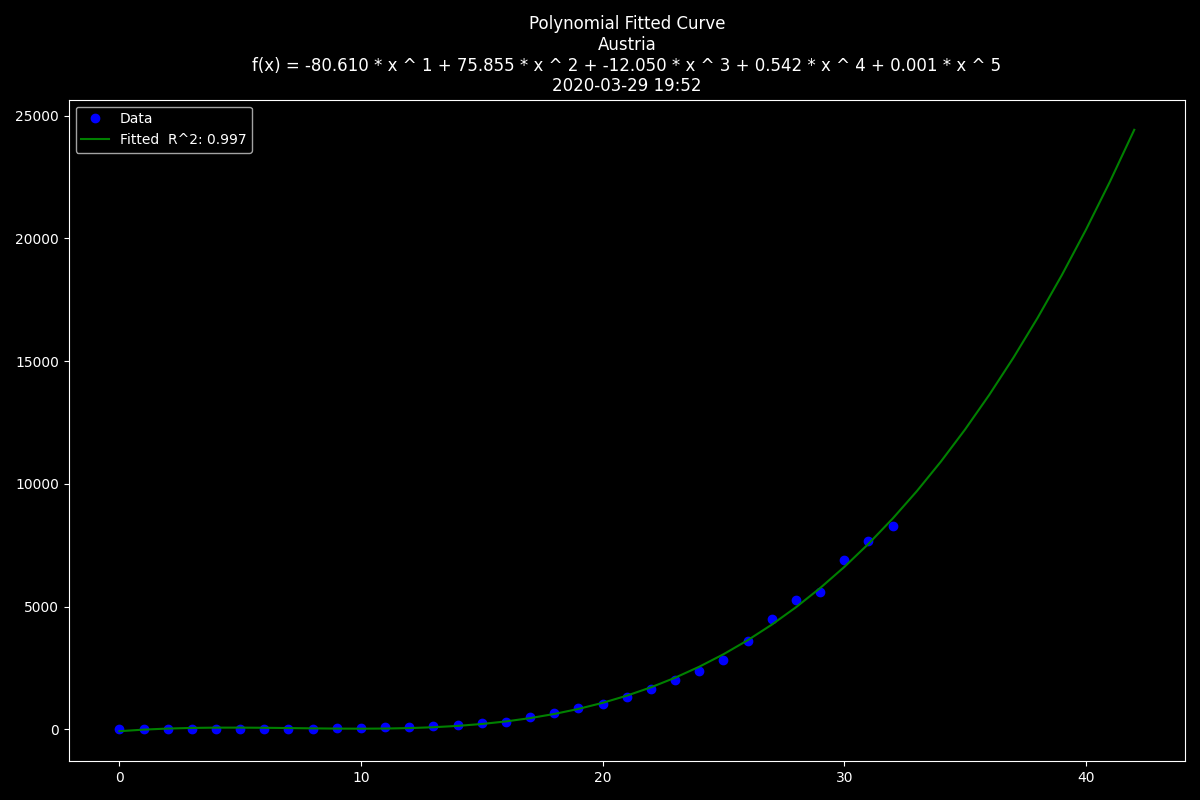 Polynomial Fitted Curve
Austria
f(x) = -80.610 * x ^ 1 + 75.855 * x ^ 2 + -12.050 * x ^ 3 + 0.542 * x ^ 4 + 0.001 * x ^ 5
2020-03-29 19:52
Data
Fitted  R^2: 0.997
25000
20000
15000
10000
5000
0
0 10 20 30 40